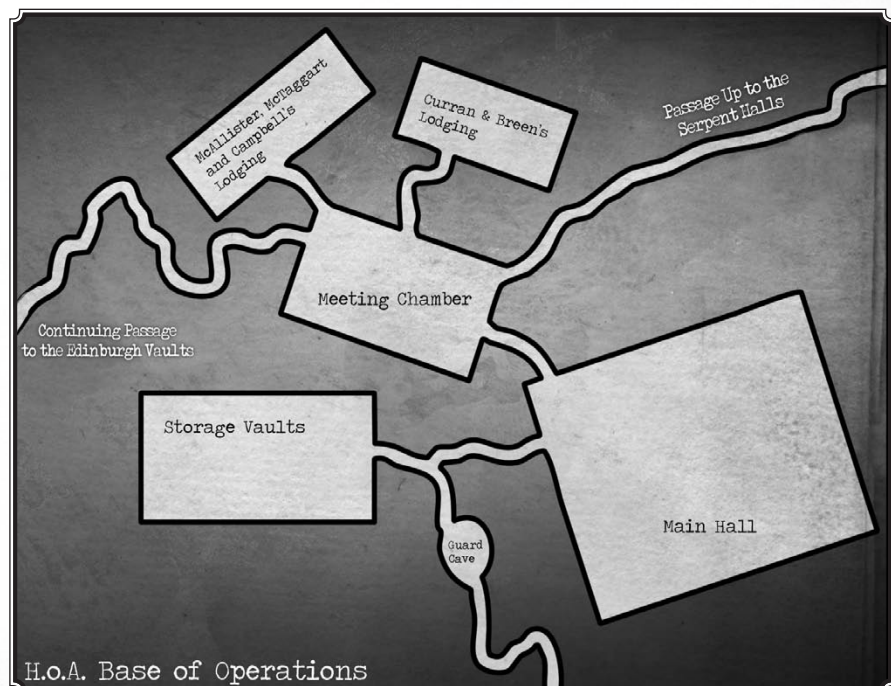 McAllister, McTaggart
and Campbell's
Lodging
Curran & Breen's
Lodging
Passage Up to the
Serpent Halls
Meeting Chamber
Continuing Passage
to the Edinburgh Vaults
Storage Vaults
Main Hall
Guard
Cave
H.o.A. Base of Operations